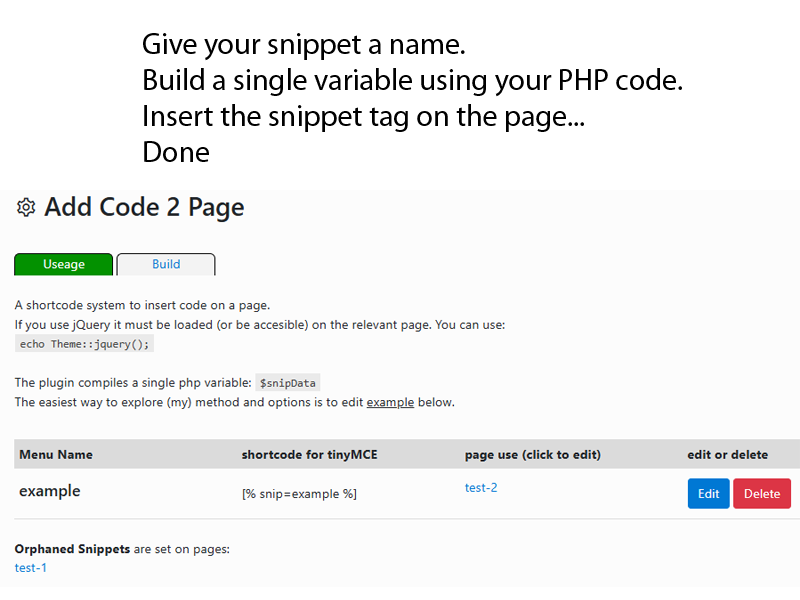 Give your snippet a name.
Build a single variable using your PHP code.
Insert the snippet tag on the page...
Done
Add Code 2 Page
Useage Build
A shortcode system to insert code on a page.
If you use jQuery it must be loaded (or be accesible) on the relevant page. You can use:
echo Theme::jquery();
The plugin compiles a single php variable: $snipData
The easiest way to explore (my) method and options is to edit example below.
Menu Name shortcode for tinyMCE page use (click to edit) edit or delete
example [% snip=example %] test-2 Edit Delete
Orphaned Snippets are set on pages:
test-1